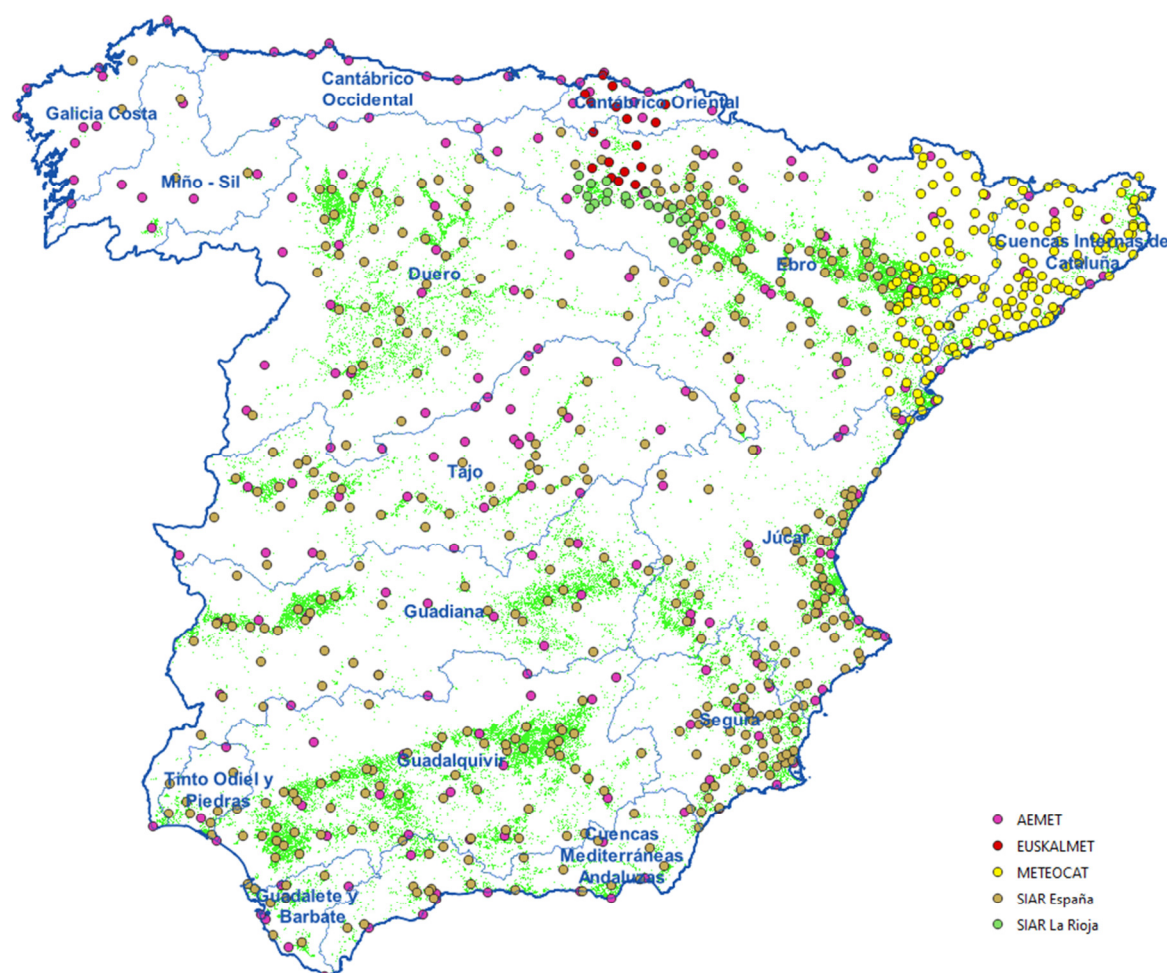 Cantábrico
Occidental
Cantábrico Oriental
Galicia Costa
Miño - Sil
Cuencas Internas de
Cataluña
Ebro
Duero
Tajo
Júcar
Guadiana
Segura
Guadalquivir
Tinto Odiel y
Piedras
Cuencas
Mediterráneas
Andaluzas
Guadalete y
Barbate
AEMET
EUSKALMET
METEOCAT
SIAR España
SIAR La Rioja